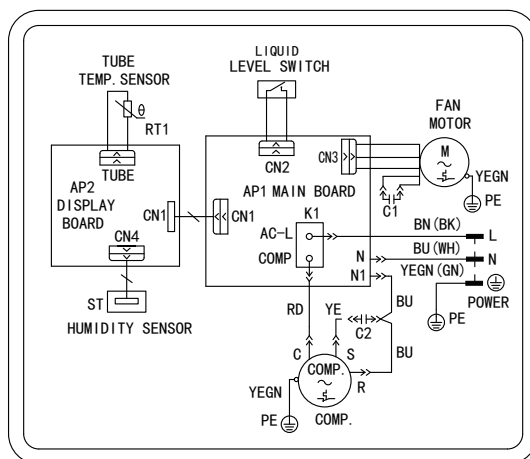 LIQUID
LEVEL SWITCH
TUBE
TEMP. SENSOR
θ
RT1
FAN
MOTOR
M
YEGN
PE
C1
CN3
CN2
TUBE
AP2
DISPLAY
BOARD
AP1 MAIN BOARD
CN1
CN1
K1
AC-L
COMP
BN(BK)
L
BU(WH)
N
N
YEGN(GN)
N1
POWER
PE
CN4
ST
HUMIDITY SENSOR
RD
YE
BU
C2
BU
C
S
R
COMP.
YEGN
PE
COMP.